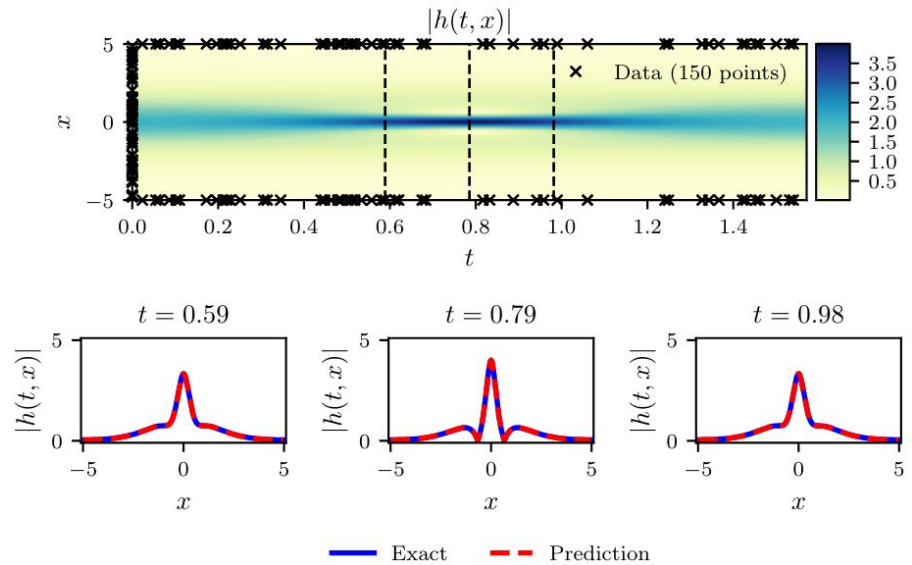 |h(t, x)|
5
0
−5
x
× Data (150 points)
3.5
3.0
2.5
2.0
1.5
1.0
0.5
0.0 0.2 0.4 0.6 0.8 1.0 1.2 1.4
t
t = 0.59
|h(t, x)|
5
0
−5 0 5
x
t = 0.79
|h(t, x)|
5
0
−5 0 5
x
t = 0.98
|h(t, x)|
5
0
−5 0 5
x
Exact Prediction